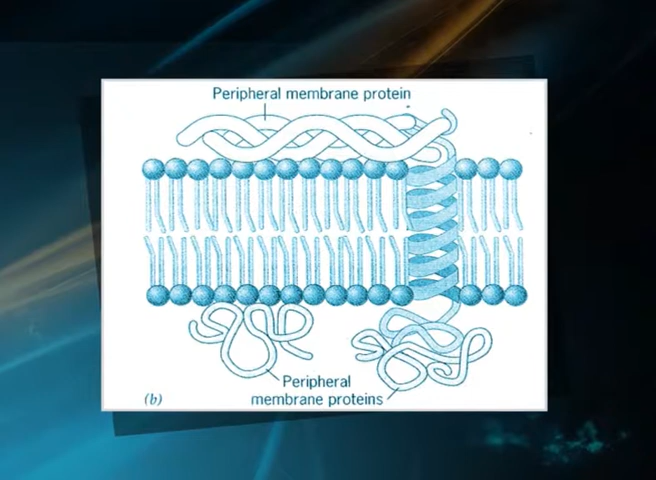 Peripheral membrane protein
Peripheral
membrane proteins
(b)